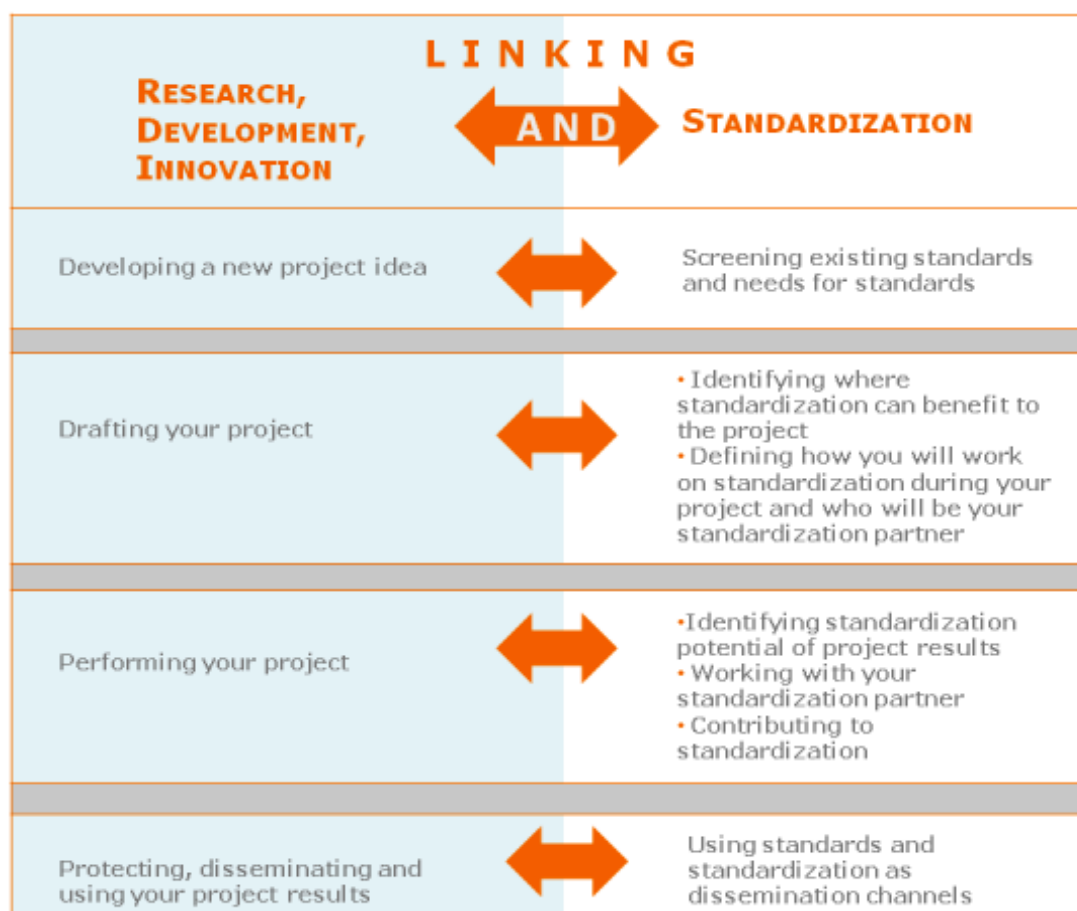 LINKING
RESEARCH,
DEVELOPMENT,
INNOVATION
AND
STANDARDIZATION
Developing a new project idea
Screening existing standards
and needs for standards
Drafting your project
• Identifying where
standardization can benefit to
the project
• Defining how you will work
on standardization during your
project and who will be your
standardization partner
Performing your project
•Identifying standardization
potential of project results
• Working with your
standardization partner
• Contributing to
standardization
Protecting, disseminating and
using your project results
Using standards and
standardization as
dissemination channels